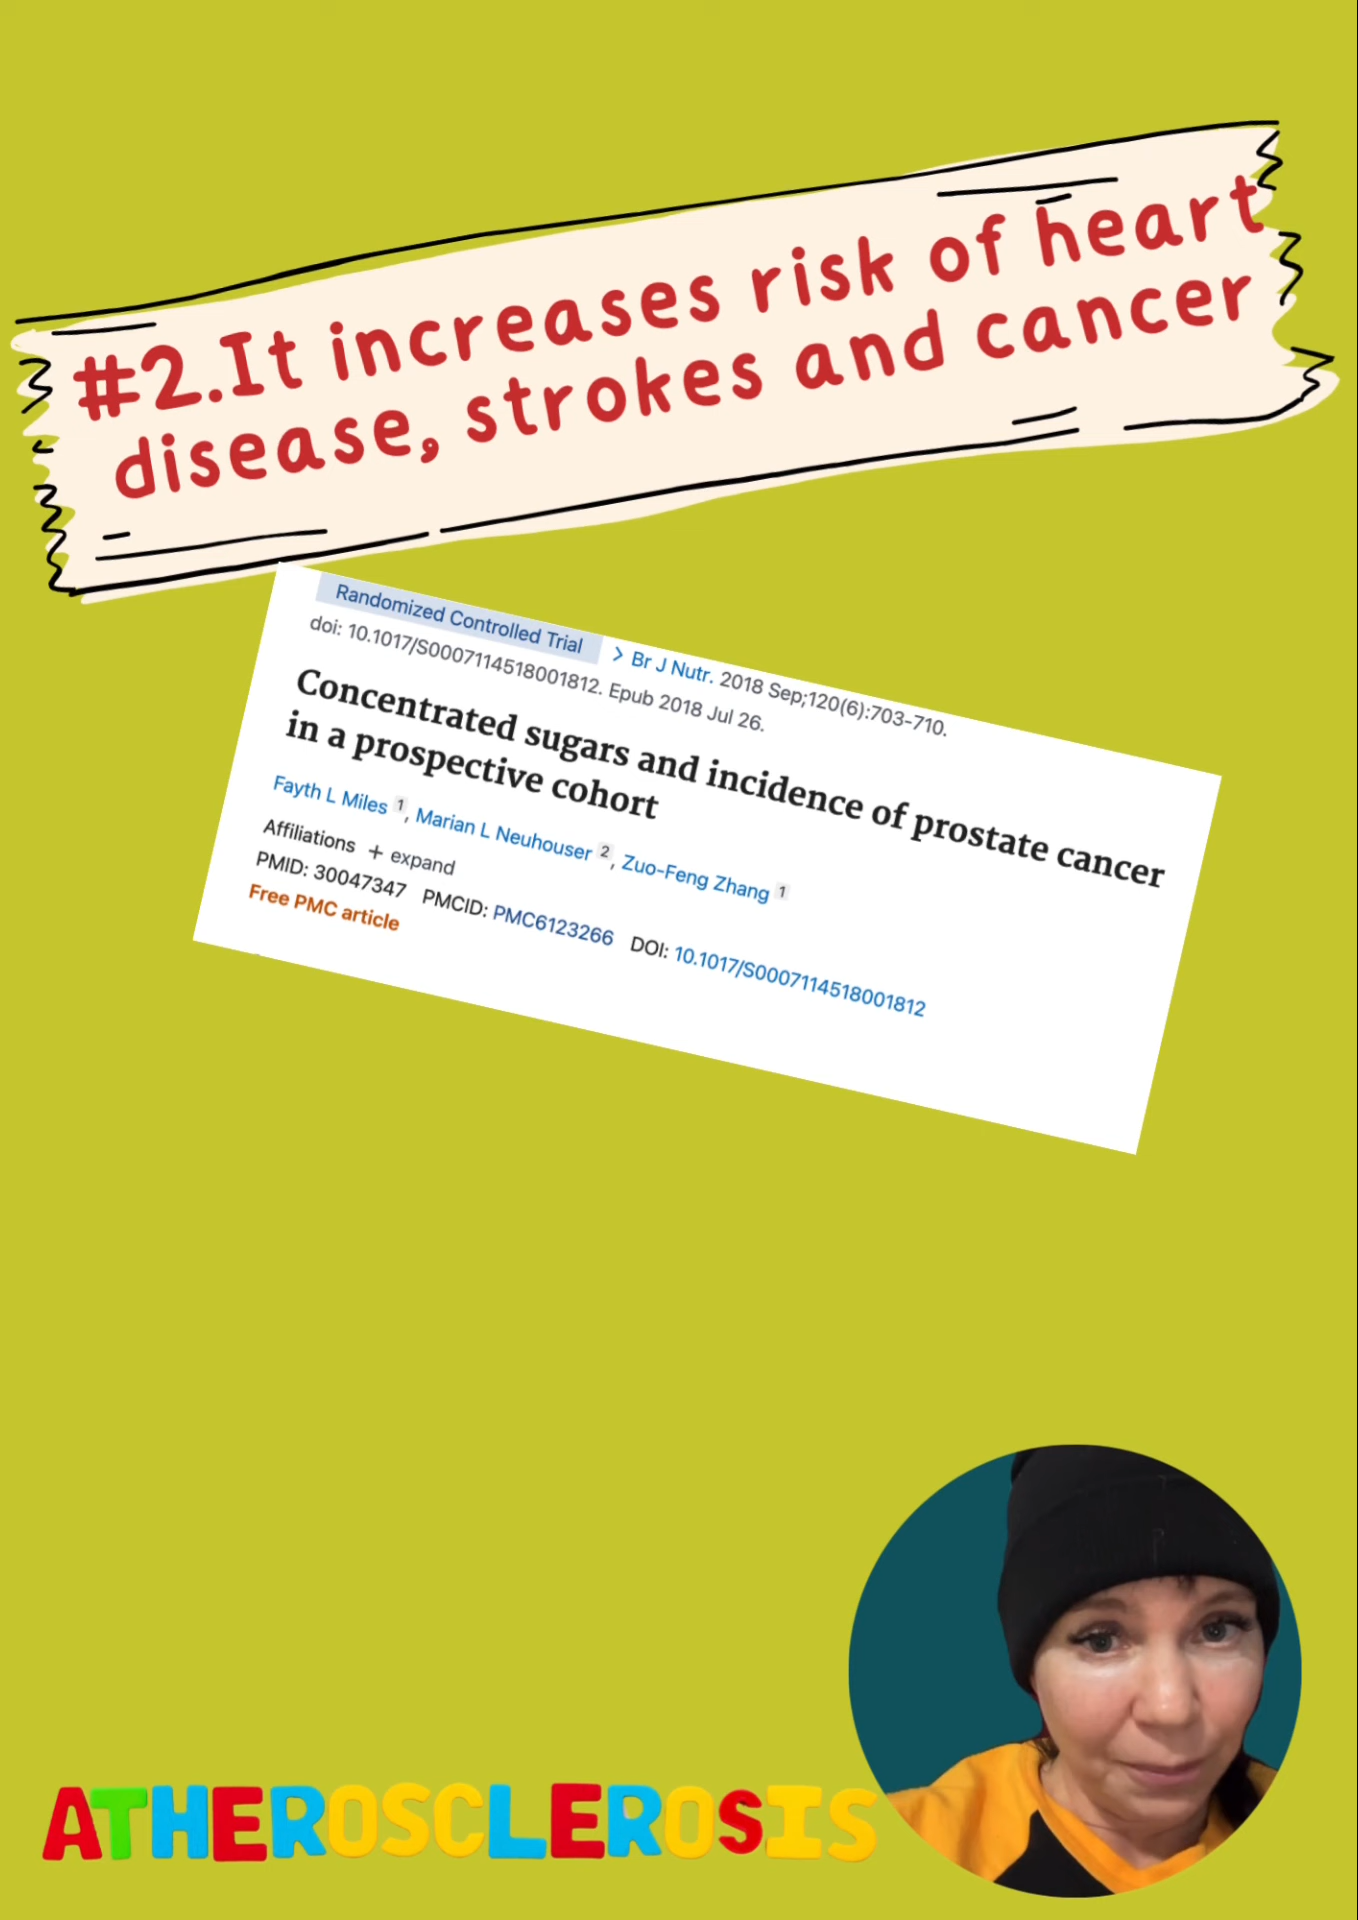 #2.It increases risk of heart
disease, strokes and cancer
Randomized Controlled Trial > Br J Nutr. 2018 Sep;120(6):703-710.
doi: 10.1017/S0007114518001812. Epub 2018 Jul 26.
Concentrated sugars and incidence of prostate cancer
in a prospective cohort
Fayth L Miles 1, Marian L Neuhouser 2, Zuo-Feng Zhang 1
Affiliations + expand
PMID: 30047347 PMCID: PMC6123266 DOI: 10.1017/S0007114518001812
Free PMC article
ATHEROSCLEROSIS